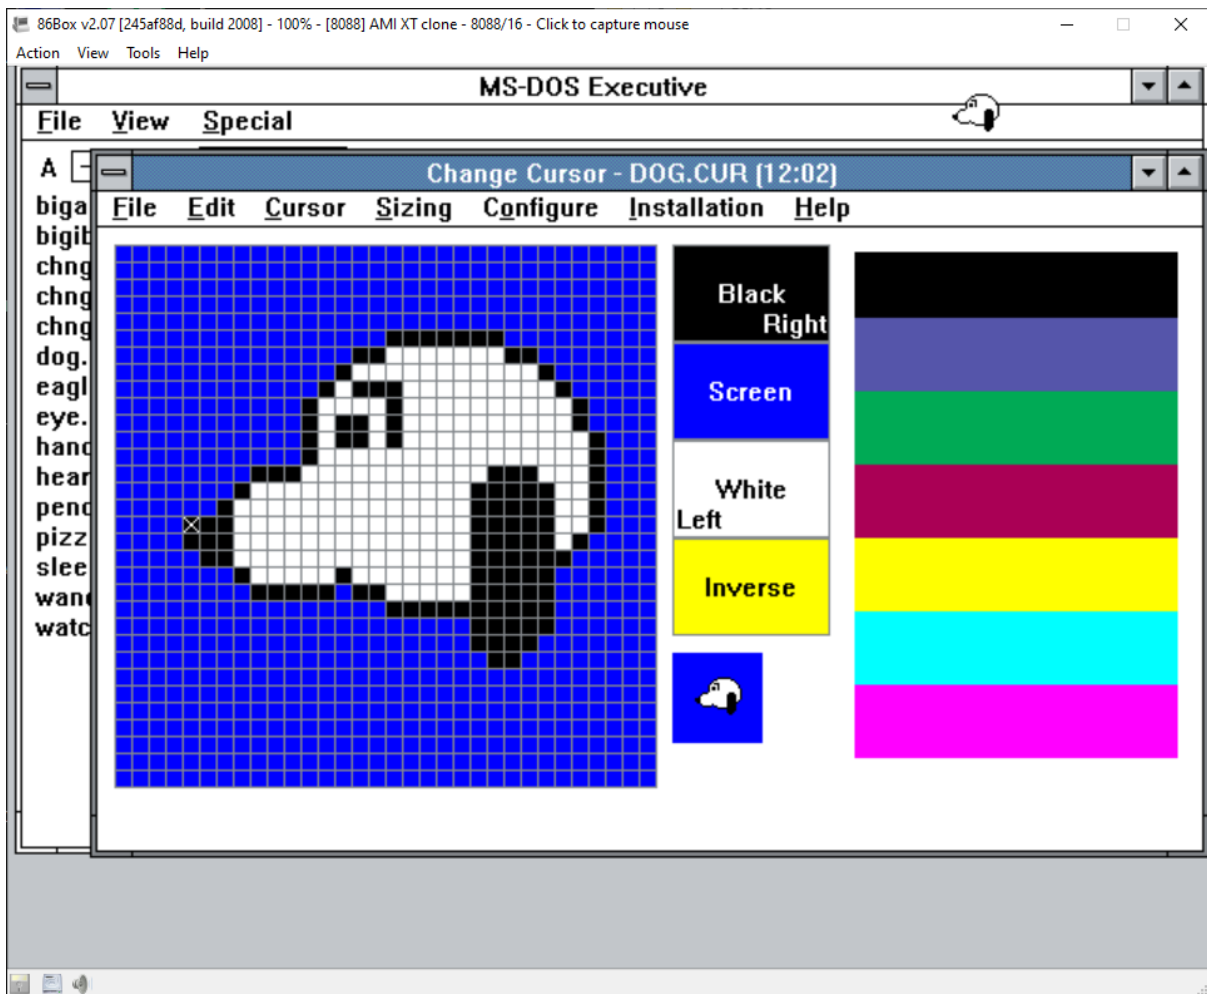 86Box v2.07 [245af88d, build 2008] - 100% - [8088] AMI XT clone - 8088/16 - Click to capture mouse
Action View Tools Help
MS-DOS Executive
File View Special
A
Change Cursor - DOG.CUR (12:02)
File Edit Cursor Sizing Configure Installation Help
biga
bigib
chng
chng
chng
dog.
eagl
eye.
hand
hear
penc
pizz
slee
wand
watc
Black
Right
Screen
White
Left
Inverse